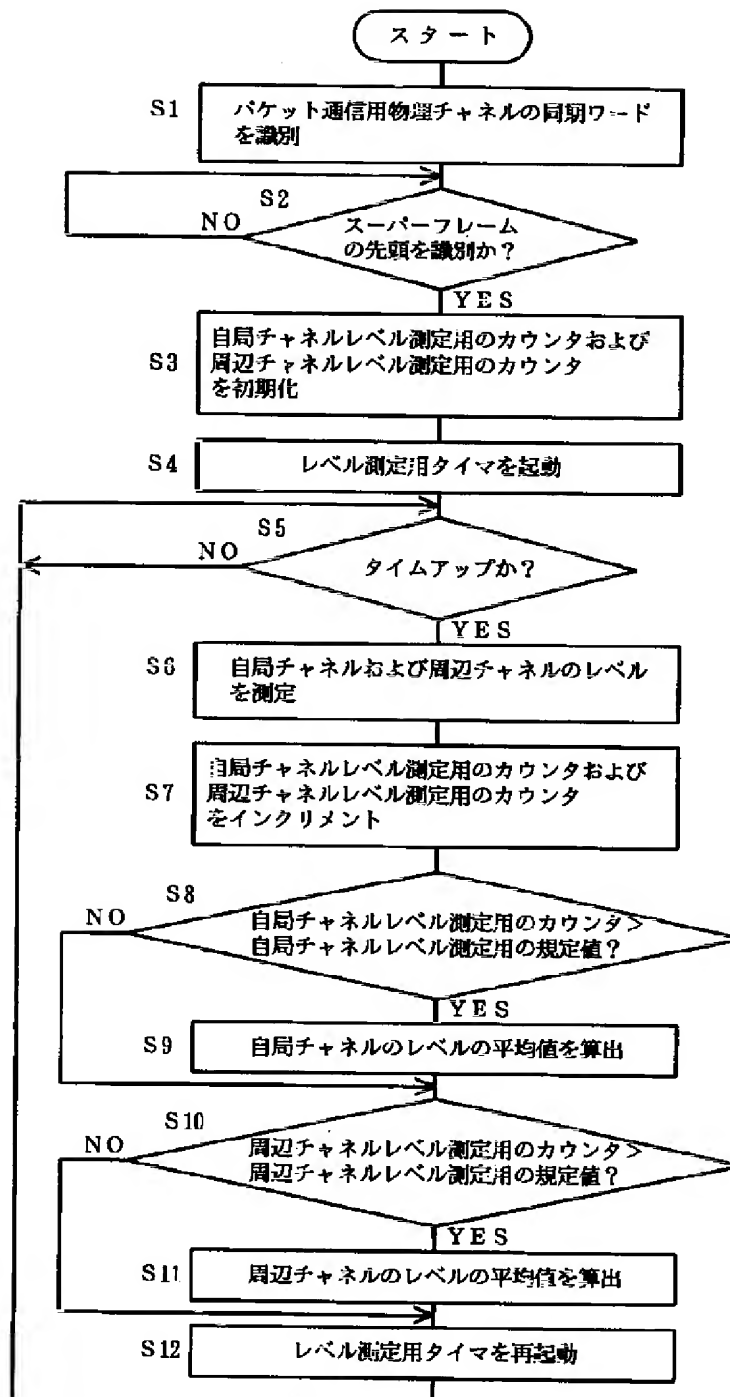 スタート
S1
パケット通信用物理チャネルの同期ワード
を識別
S2
NO
スーパーフレーム
の先頭を識別か？
YES
S3
自局チャネルレベル測定用のカウンタおよび
周辺チャネルレベル測定用のカウンタ
を初期化
S4
レベル測定用タイマを起動
S5
NO
タイムアップか？
YES
S6
自局チャネルおよび周辺チャネルのレベル
を測定
S7
自局チャネルレベル測定用のカウンタおよび
周辺チャネルレベル測定用のカウンタ
をインクリメント
S8
NO
自局チャネルレベル測定用のカウンタ＞
自局チャネルレベル測定用の規定値？
YES
S9
自局チャネルのレベルの平均値を算出
S10
NO
周辺チャネルレベル測定用のカウンタ＞
周辺チャネルレベル測定用の規定値？
YES
S11
周辺チャネルのレベルの平均値を算出
S12
レベル測定用タイマを再起動